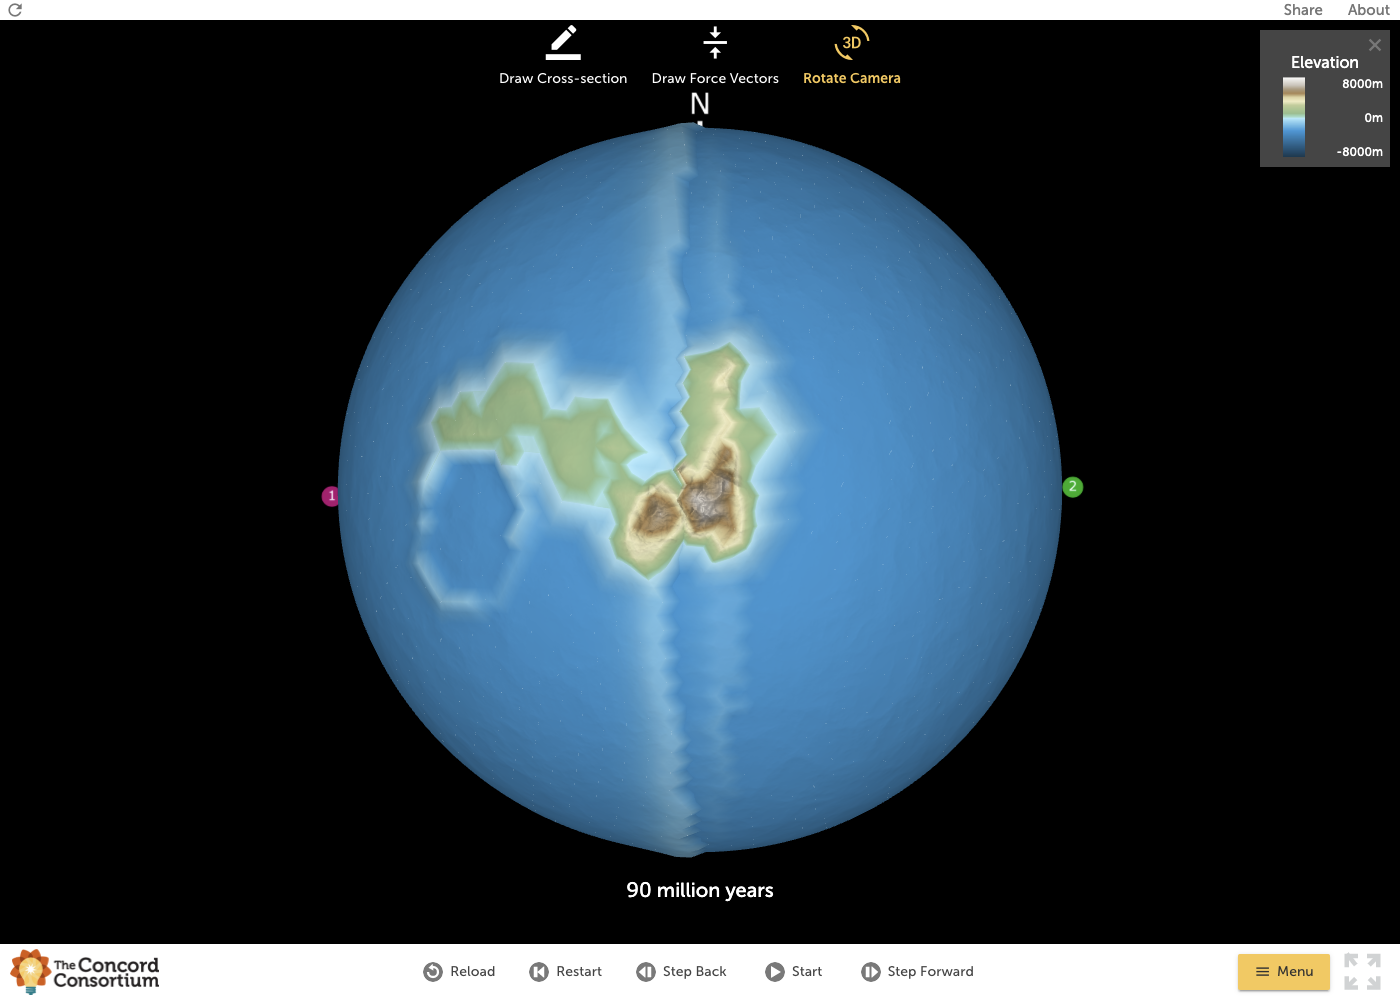 Share
About
Draw Cross-section
Draw Force Vectors
3D
Rotate Camera
N
Elevation
8000m
0m
-8000m
1
2
90 million years
The Concord
Consortium
Reload
Restart
Step Back
Start
Step Forward
Menu